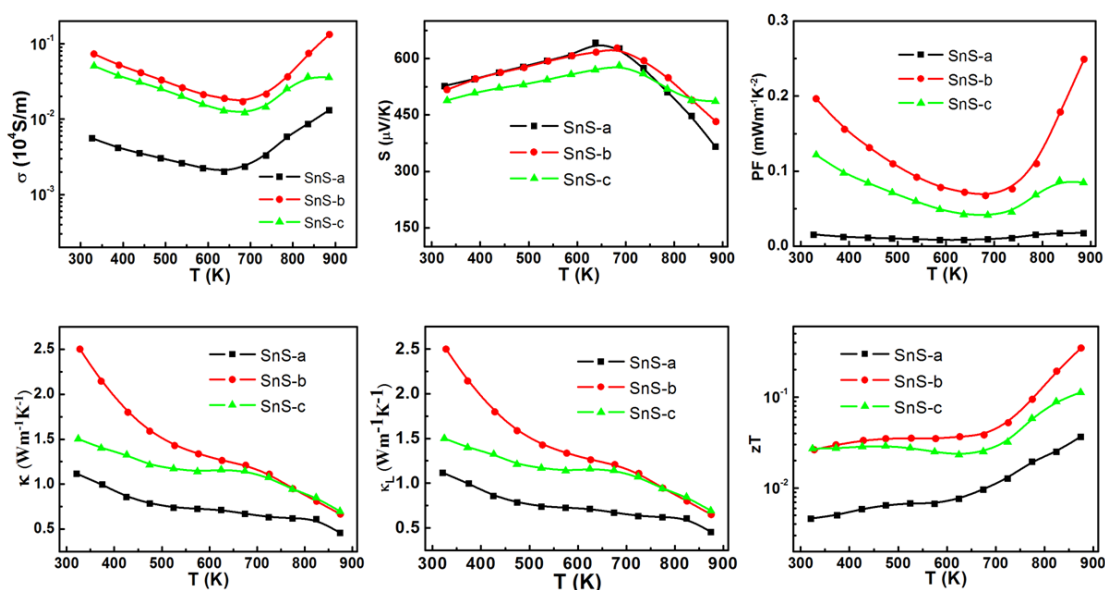 σ (10⁴S/m)
10⁻¹
10⁻²
10⁻³
SnS-a
SnS-b
SnS-c
300 400 500 600 700 800 900
T (K)
S (μV/K)
600
450
300
150
SnS-a
SnS-b
SnS-c
300 400 500 600 700 800 900
T (K)
PF (mWm⁻¹K⁻²)
0.3
0.2
0.1
0.0
SnS-a
SnS-b
SnS-c
300 400 500 600 700 800 900
T (K)
κ (Wm⁻¹K⁻¹)
2.5
2.0
1.5
1.0
0.5
SnS-a
SnS-b
SnS-c
300 400 500 600 700 800 900
T (K)
κL (Wm⁻¹K⁻¹)
2.5
2.0
1.5
1.0
0.5
SnS-a
SnS-b
SnS-c
300 400 500 600 700 800 900
T (K)
zT
10⁻¹
10⁻²
SnS-a
SnS-b
SnS-c
300 400 500 600 700 800 900
T (K)